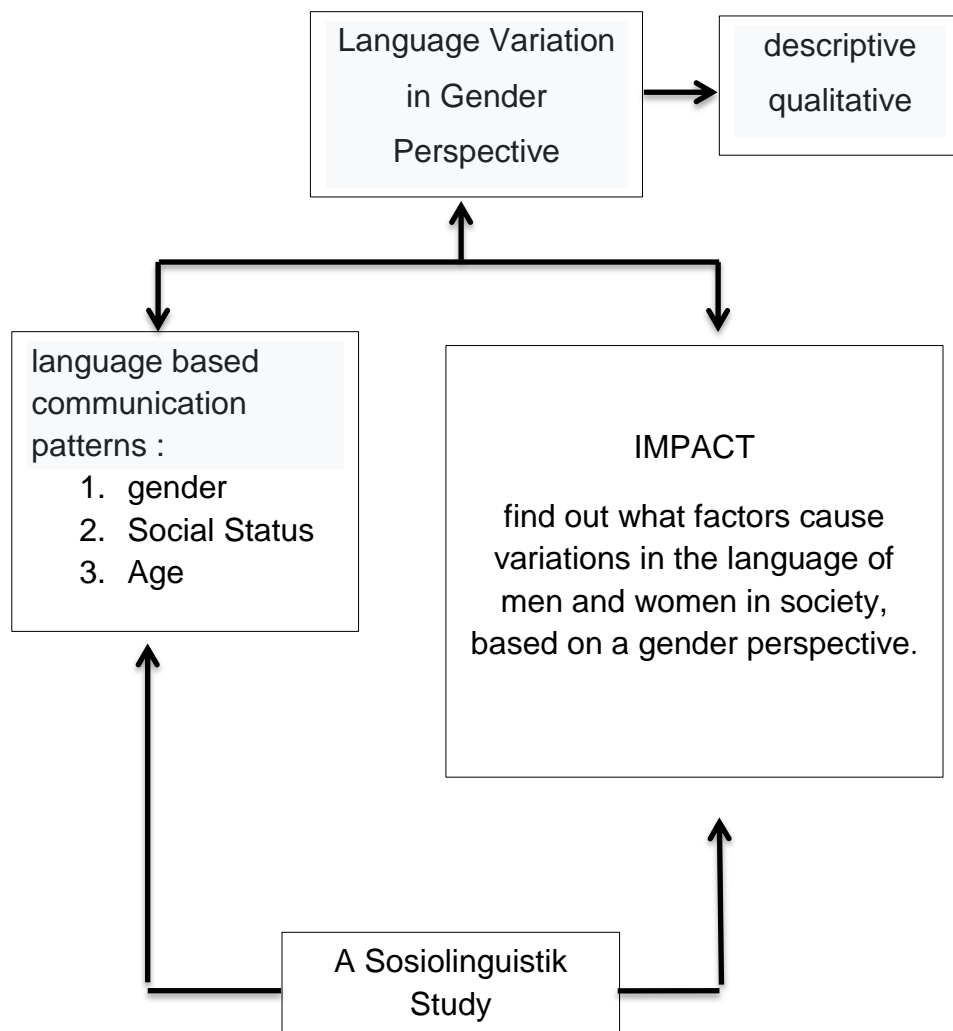 Language Variation
in Gender
Perspective
descriptive
qualitative
language based
communication
patterns :
1. gender
2. Social Status
3. Age
IMPACT
find out what factors cause
variations in the language of
men and women in society,
based on a gender perspective.
A Sosiolinguistik
Study